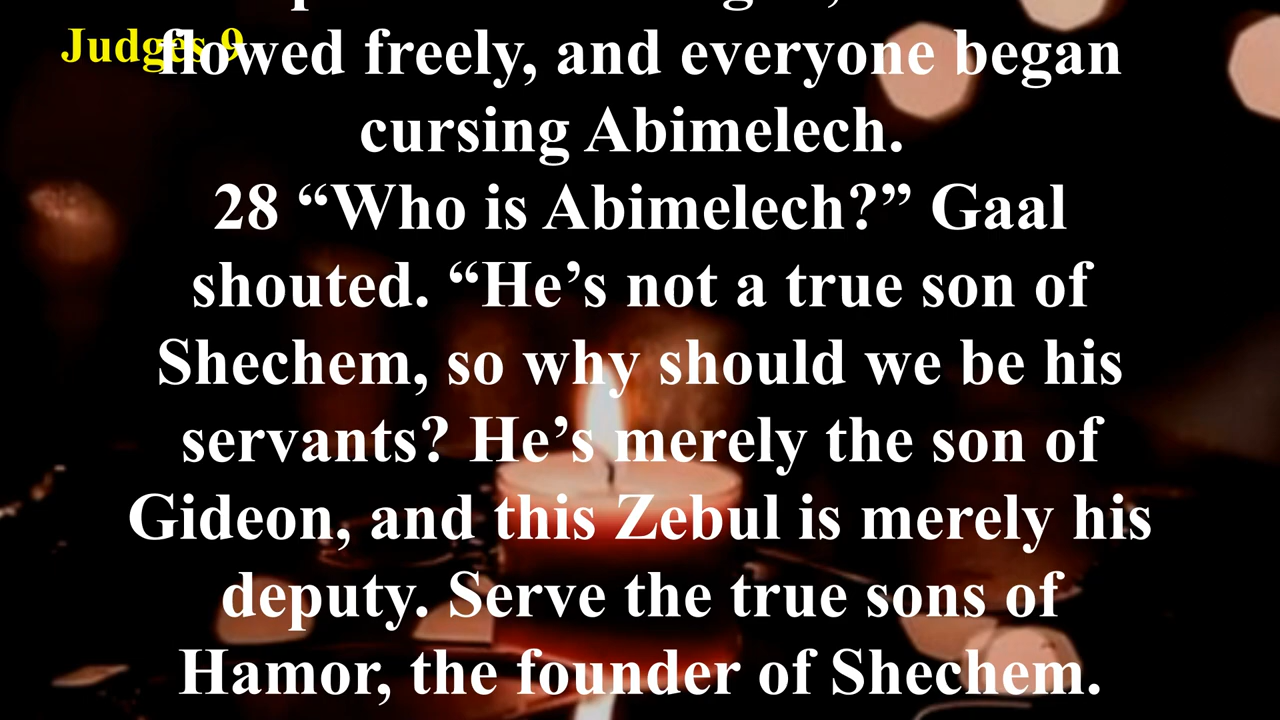 Judges 9
flowed freely, and everyone began
cursing Abimelech.
28 “Who is Abimelech?” Gaal
shouted. “He’s not a true son of
Shechem, so why should we be his
servants? He’s merely the son of
Gideon, and this Zebul is merely his
deputy. Serve the true sons of
Hamor, the founder of Shechem.